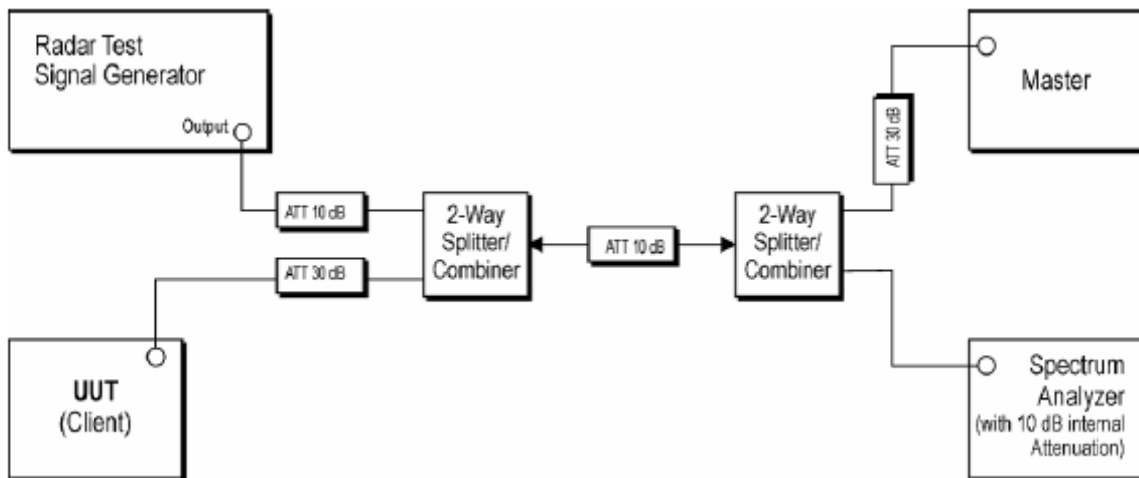 Radar Test
Signal Generator
Output
Master
ATT 30 dB
ATT 10 dB
2-Way
Splitter/
Combiner
ATT 10 dB
2-Way
Splitter/
Combiner
ATT 30 dB
UUT
(Client)
Spectrum
Analyzer
(with 10 dB internal
Attenuation)